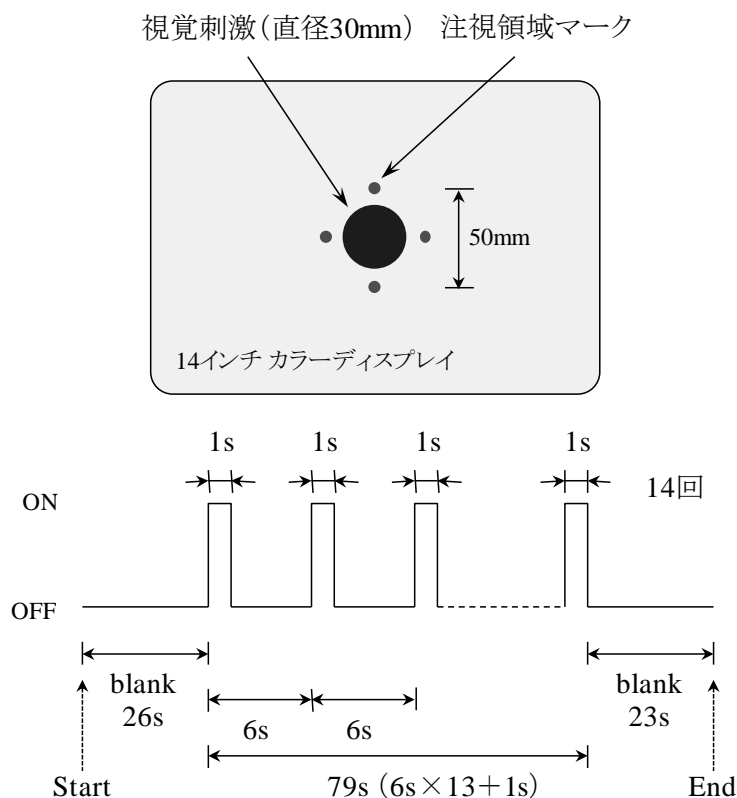 視覚刺激(直径30mm) 注視領域マーク
50mm
14インチ カラーディスプレイ
1s 1s 1s 1s
14回
ON
OFF
blank
26s
6s 6s
blank
23s
Start 79s (6s×13+1s) End